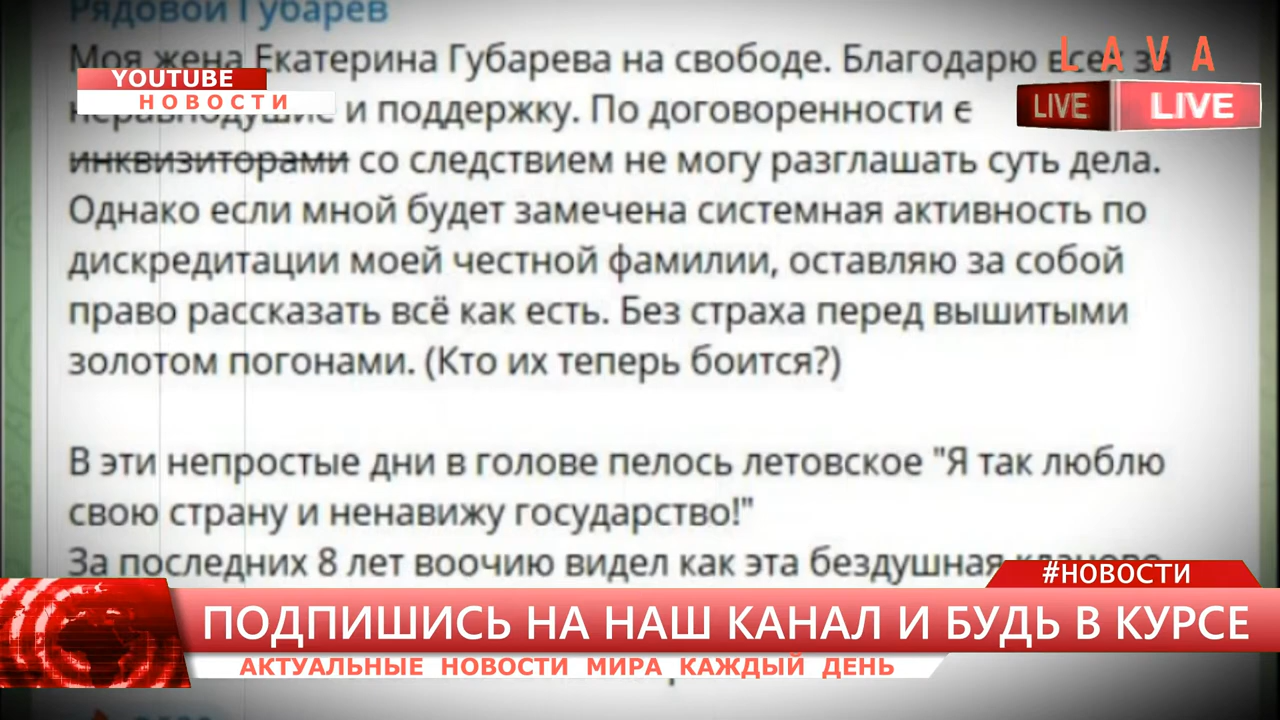 Рядовой Губарев
Моя жена Екатерина Губарева на свободе. Благодарю всех за
LAVA
YOUTUBE
НОВОСТИ
LIVE LIVE
неравнодушие и поддержку. По договоренности с
инквизиторами со следствием не могу разглашать суть дела.
Однако если мной будет замечена системная активность по
дискредитации моей честной фамилии, оставляю за собой
право рассказать всё как есть. Без страха перед вышитыми
золотом погонами. (Кто их теперь боится?)
В эти непростые дни в голове пелось летовское "Я так люблю
свою страну и ненавижу государство!"
За последних 8 лет воочию видел как эта бездушная
#НОВОСТИ
ПОДПИШИСЬ НА НАШ КАНАЛ И БУДЬ В КУРСЕ
АКТУАЛЬНЫЕ НОВОСТИ МИРА КАЖДЫЙ ДЕНЬ